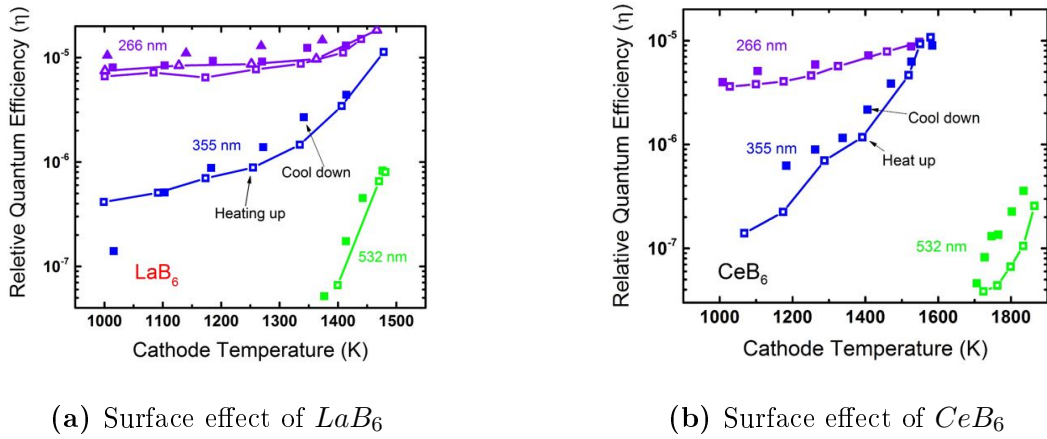 Reletive Quantum Efficiency (η)
10⁻⁵
10⁻⁶
10⁻⁷
266 nm
355 nm
Cool down
Heating up
532 nm
LaB₆
1000 1100 1200 1300 1400 1500
Cathode Temperature (K)
(a) Surface effect of LaB₆
Relative Quantum Efficiency (η)
10⁻⁵
10⁻⁶
10⁻⁷
266 nm
Cool down
355 nm
Heat up
532 nm
CeB₆
1000 1200 1400 1600 1800
Cathode Temperature (K)
(b) Surface effect of CeB₆